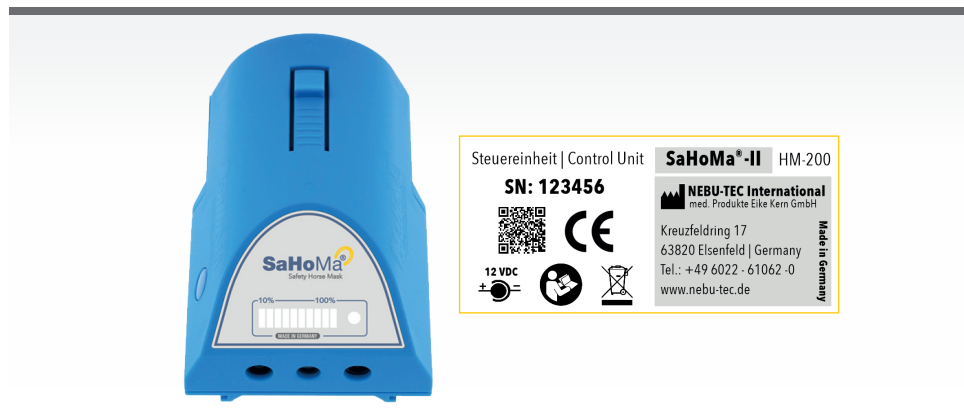 SaHoMa®
Safety Horse Mask
10% 100%
MADE IN GERMANY
Steuereinheit | Control Unit
SaHoMa®-II HM-200
SN: 123456
12 VDC
+ -
NEBU-TEC International
med. Produkte Eike Kern GmbH
Kreuzfeldring 17
63820 Elsenfeld | Germany
Tel.: +49 6022 - 61062 -0
www.nebu-tec.de
Made in Germany
CE